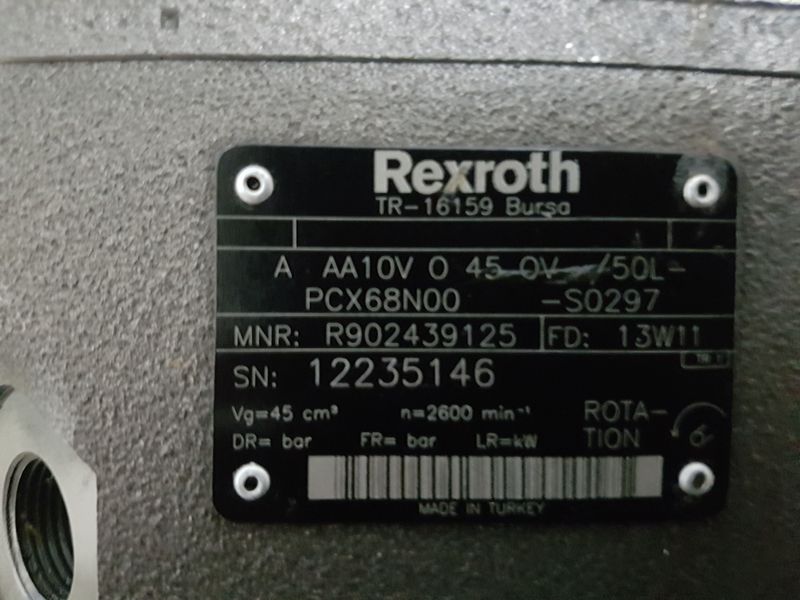 Rexroth
TR-16159 Bursa
A AA10V O 45 /50L-
PCX68N00 -S0297
MNR: R902439125 FD: 13W11
SN: 12235146
Vg=45 cm³ n=2600 min⁻¹ ROTA-
DR= bar FR= bar LR=kW TION
MADE IN TURKEY